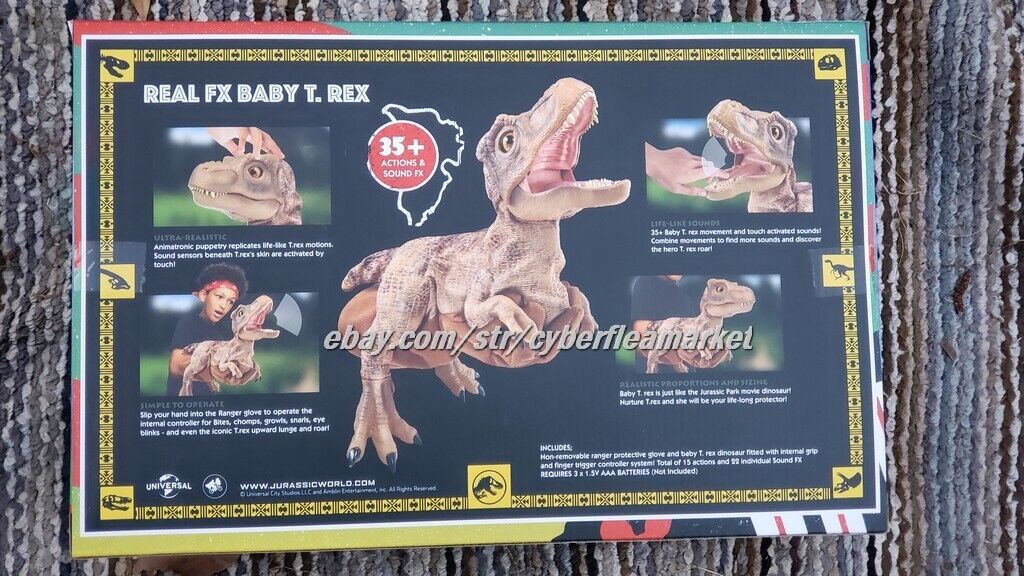 REAL FX BABY T. REX
35+
ACTIONS &
SOUND FX
ULTRA-REALISTIC
Animatronic puppetry replicates life-like T.rex motions.
Sound sensors beneath T.rex's skin are activated by
touch!
LIFE-LIKE SOUNDS
35+ Baby T. rex movement and touch activated sounds!
Combine movements to find more sounds and discover
the hero T. rex roar!
ebay.com/str/cyberfleamarket
SIMPLE TO OPERATE
Slip your hand into the Ranger glove to operate the
internal controller for Bites, chomps, growls, snarls, eye
blinks - and even the iconic T.rex upward lunge and roar!
REALISTIC PROPORTIONS AND SIZING
Baby T. rex is just like the Jurassic Park movie dinosaur!
Nurture T.rex and she will be your life-long protector!
INCLUDES;
Non-removable ranger protective glove and baby T. rex dinosaur fitted with internal grip
and finger trigger controller system! Total of 15 actions and 22 individual Sound FX
REQUIRES 3 x 1.5V AAA BATTERIES (Not Included)
UNIVERSAL
WWW.JURASSICWORLD.COM
© Universal City Studios LLC and Amblin Entertainment, Inc. All Rights Reserved.